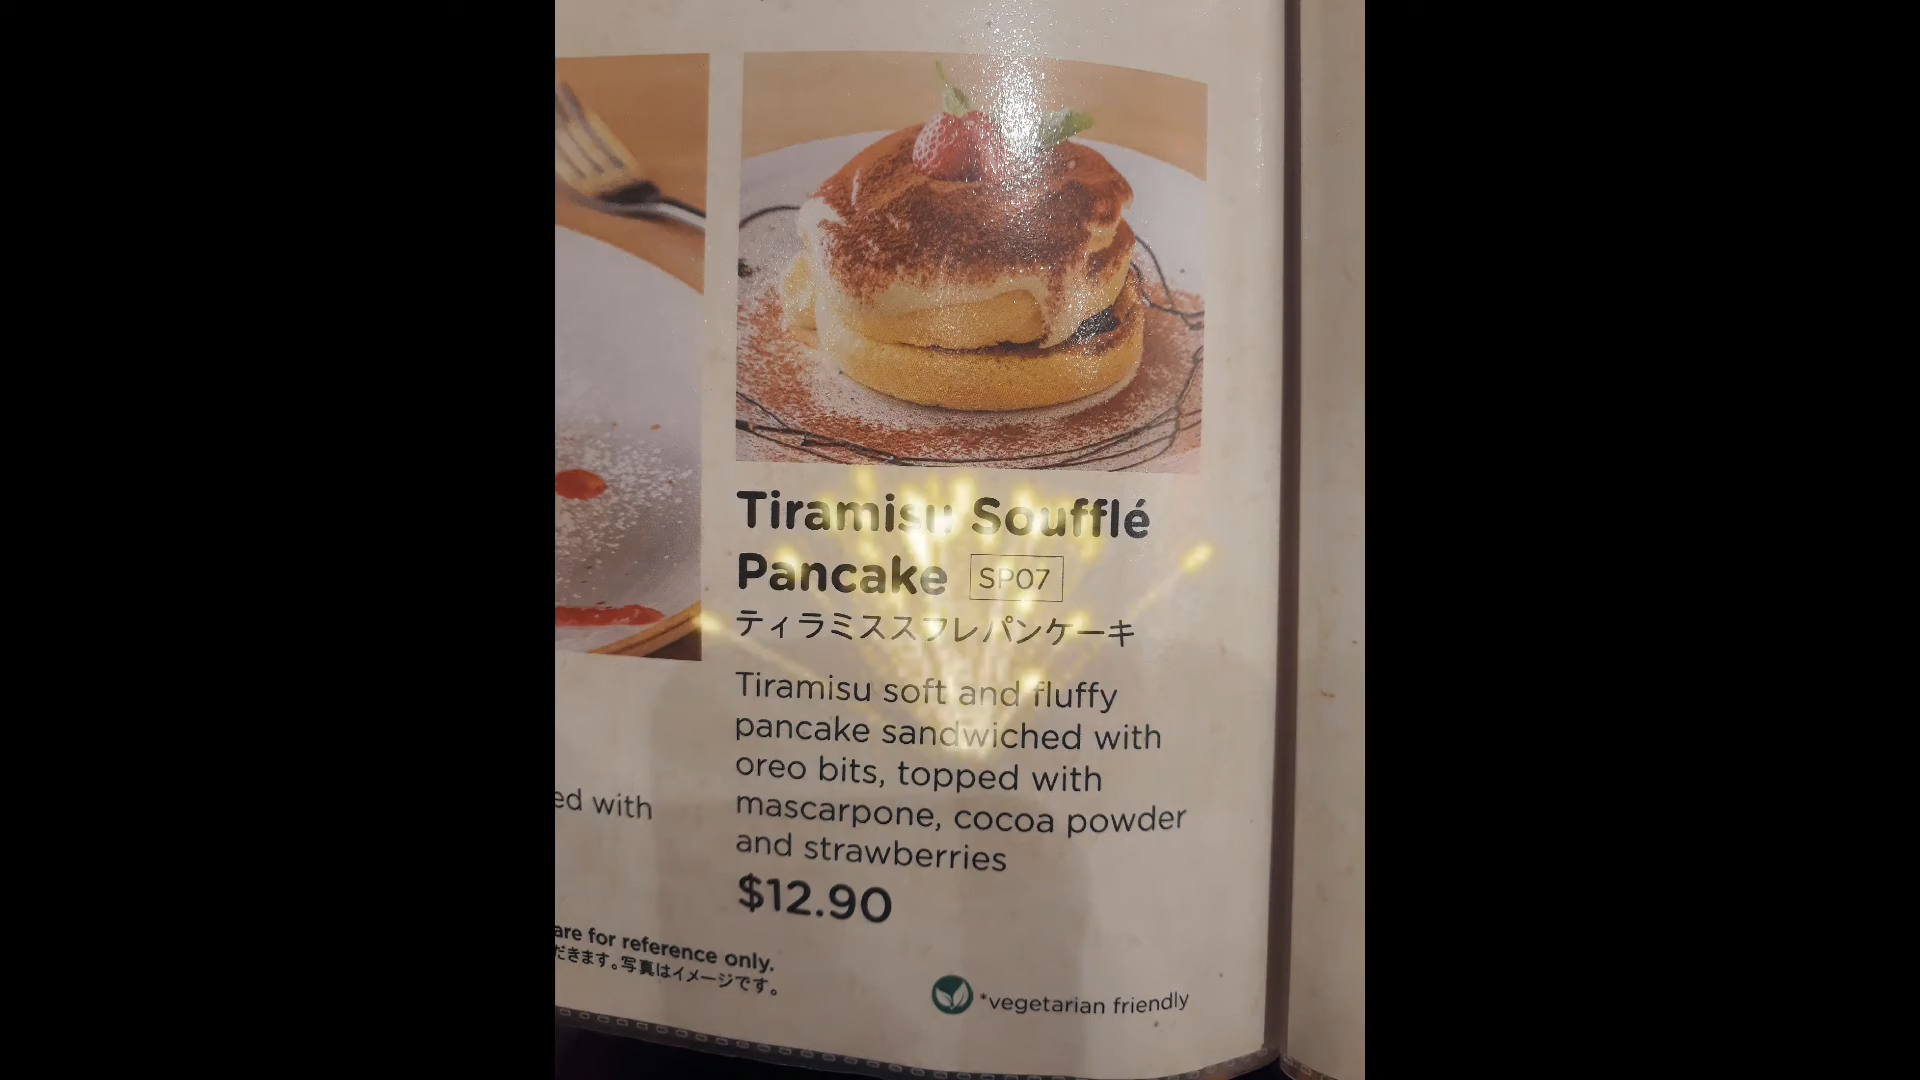 Tiramisu Soufflé
Pancake SP07
ティラミススフレパンケーキ
Tiramisu soft and fluffy
pancake sandwiched with
oreo bits, topped with
mascarpone, cocoa powder
and strawberries
$12.90
ed with
are for reference only.
だきます。写真はイメージです。
*vegetarian friendly